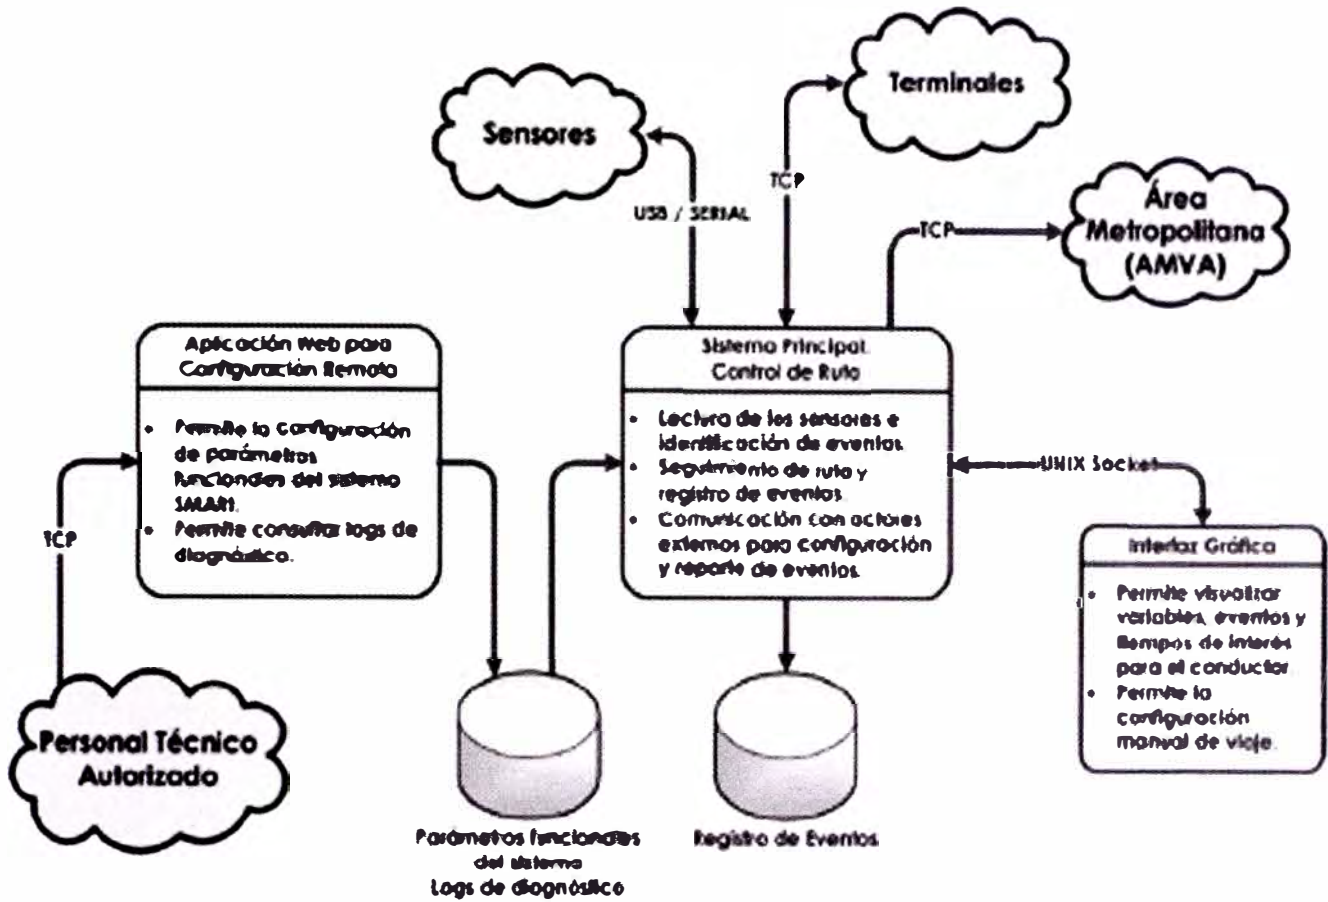 Sensores
Terminales
TCP
USB / SERIAL
Área
Metropolitana
(AMVA)
TCP
Aplicación Web para
Configuración Remota
• Permite la configuración
de parámetros
funcionales del sistema
SMART.
• Permite consultar logs de
diagnóstico.
Sistema Principal.
Control de Ruta
• Lectura de los sensores e
identificación de eventos.
• Seguimiento de ruta y
registro de eventos
• Comunicación con actores
externos para configuración
y reporte de eventos.
UNIX Socket
TCP
Interfaz Gráfica
• Permite visualizar
variables, eventos y
tiempos de interés
para el conductor.
• Permite la
configuración
manual de viaje.
Personal Técnico
Autorizado
Parámetros funcionales
del sistema
Logs de diagnóstico
Registro de Eventos